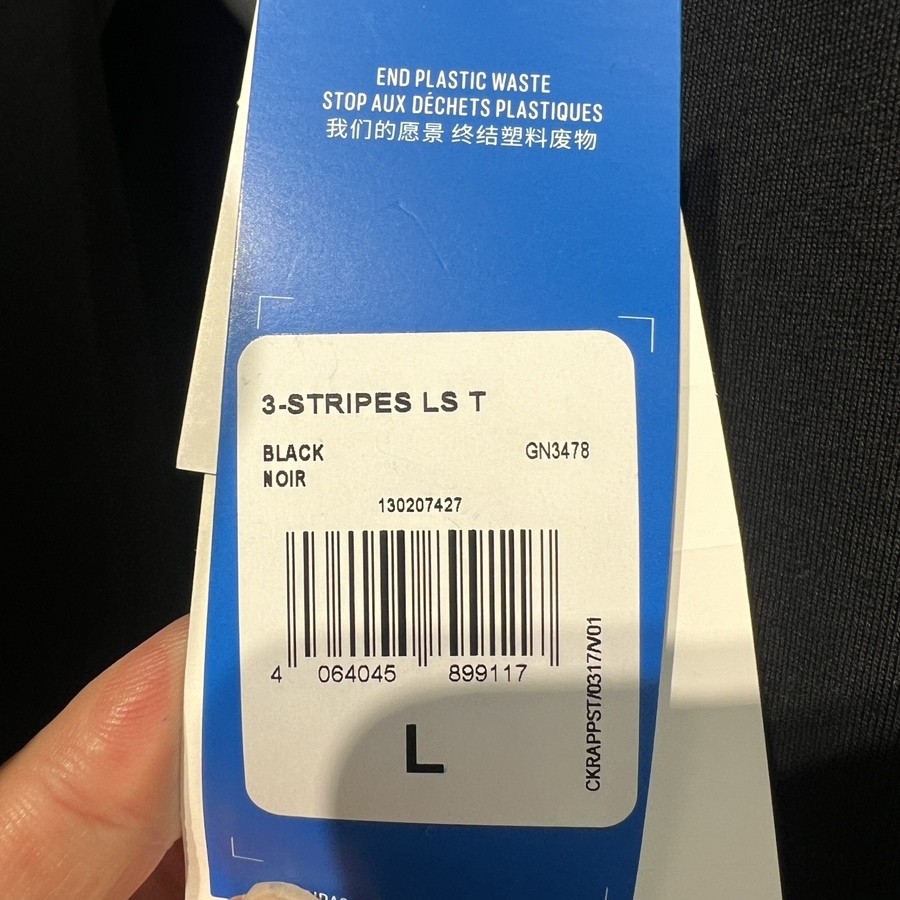 END PLASTIC WASTE
STOP AUX DÉCHETS PLASTIQUES
我们的愿景 终结塑料废物
3-STRIPES LS T
BLACK GN3478
NOIR
130207427
4 064045 899117
L
CKRAPPST/0317/V01